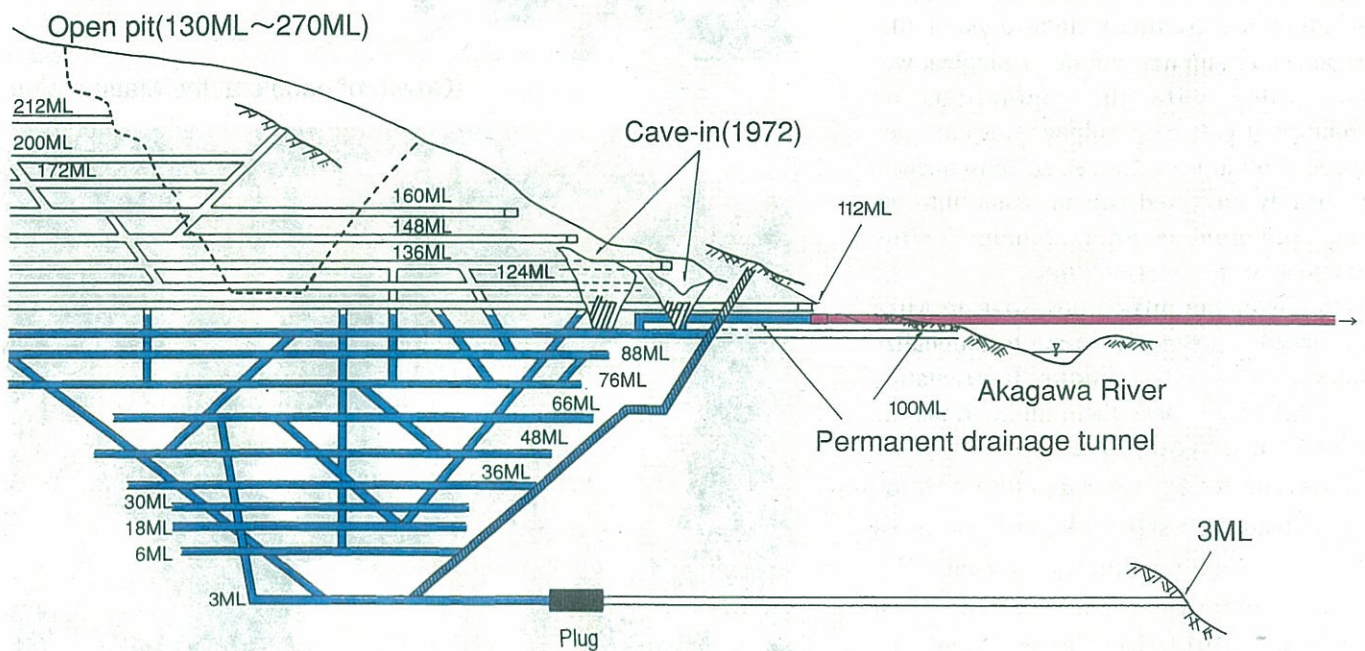 Open pit(130ML～270ML)
212ML
200ML
172ML
Cave-in(1972)
160ML
148ML
136ML
124ML
112ML
88ML
76ML
66ML
48ML
36ML
30ML
18ML
6ML
3ML
100ML
Akagawa River
Permanent drainage tunnel
3ML
Plug